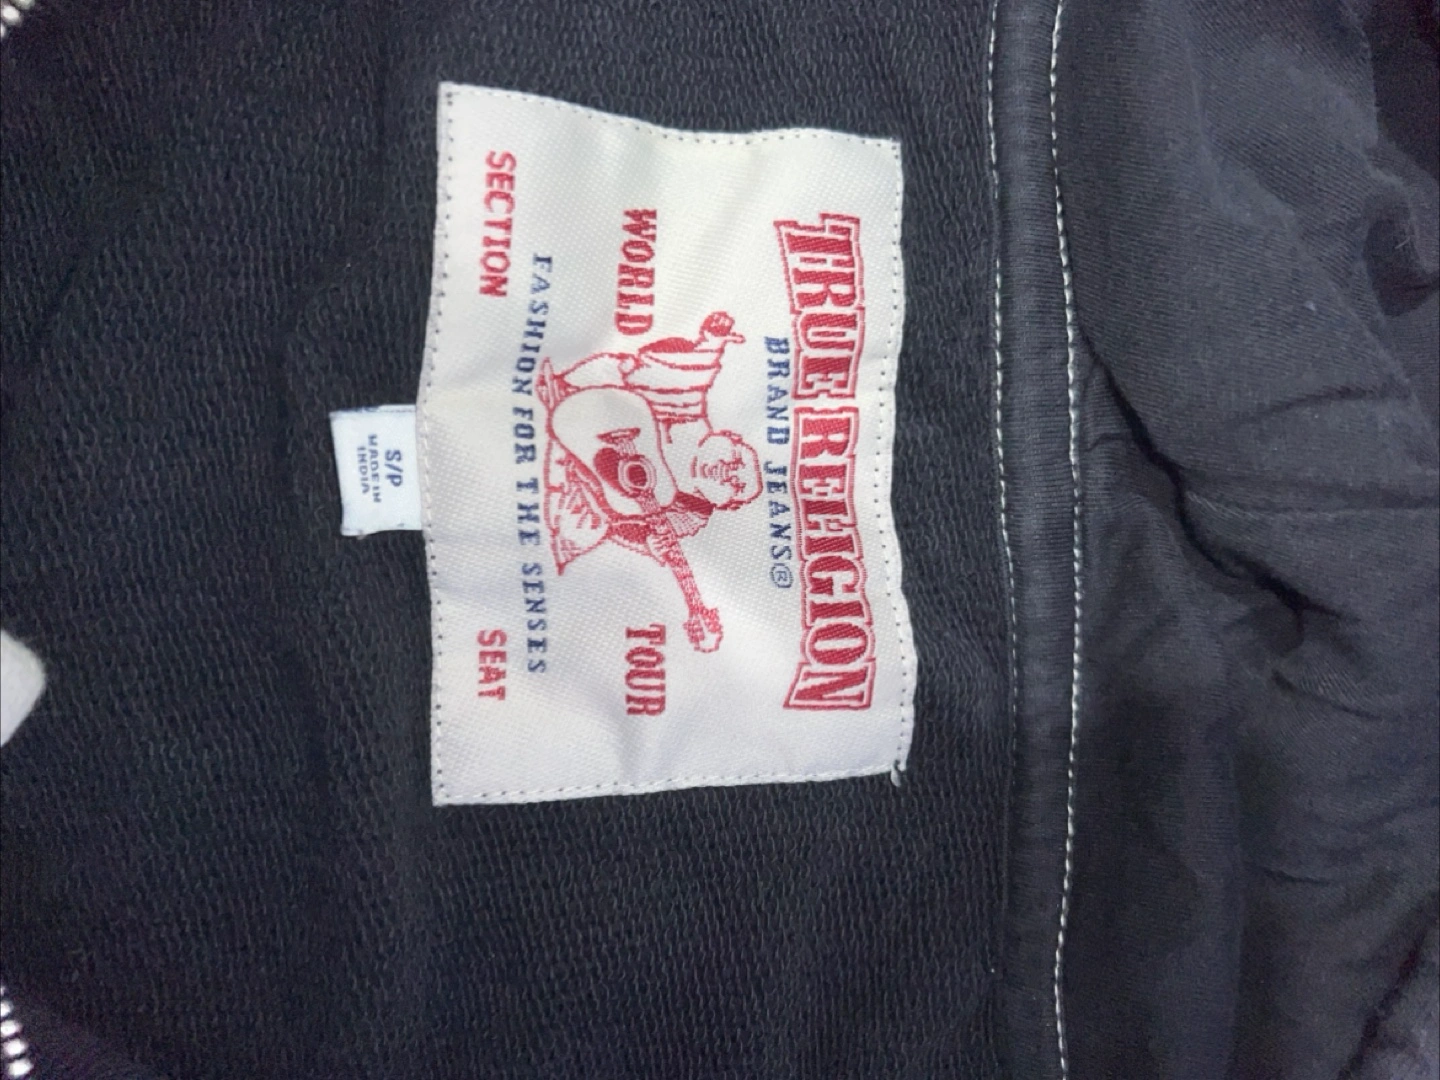 TRUE RELIGION
BRAND JEANS®
WORLD TOUR
FASHION FOR THE SENSES
SECTION SEAT
S/P
MADE IN
INDIA